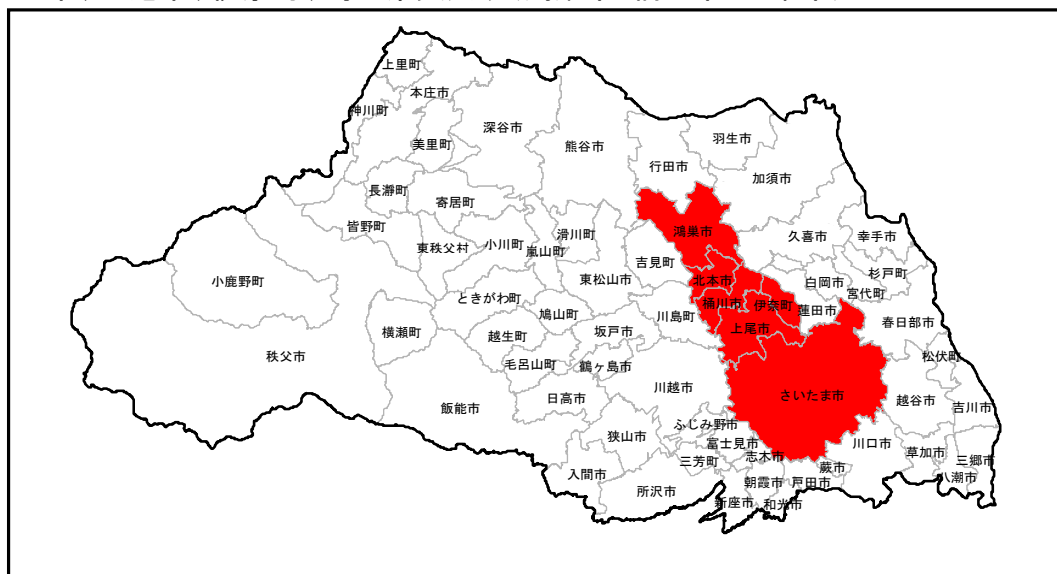 上里町
本庄市
神川町
美里町
深谷市
熊谷市
行田市
羽生市
加須市
長瀞町
寄居町
皆野町
東秩父村
小川町
嵐山町
滑川町
東松山市
吉見町
鴻巣市
久喜市
幸手市
北本市
白岡市
杉戸町
宮代町
小鹿野町
ときがわ町
桶川市
伊奈町
蓮田市
横瀬町
鳩山町
川島町
上尾市
春日部市
越生町
坂戸市
秩父市
毛呂山町
鶴ヶ島市
松伏町
川越市
さいたま市
日高市
越谷市
吉川市
飯能市
ふじみ野市
狭山市
富士見市
川口市
志木市
草加市
三芳町
蕨市
三郷市
入間市
朝霞市
戸田市
八潮市
所沢市
新座市
和光市